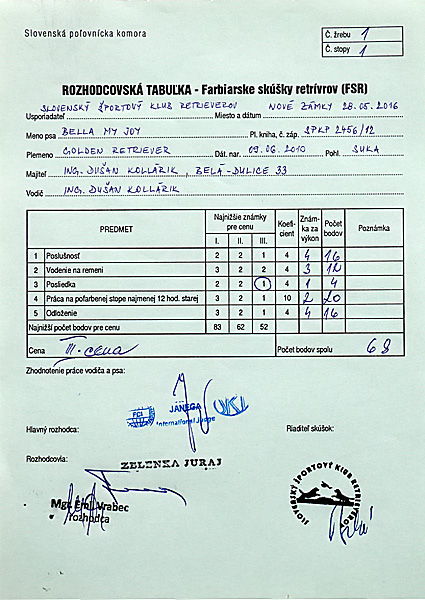 Slovenská poľovnícka komora
Č. žrebu 1
Č. stopy 1
ROZHODCOVSKÁ TABUĽKA - Farbiarske skúšky retrívrov (FSR)
SLOVENSKÝ ŠPORTOVÝ KLUB RETRIEVEROV NOVÉ ZÁMKY 28.05.2016
Usporiadateľ Miesto a dátum
Meno psa BELLA MY JOY Pl. kniha, č. záp. SPKP 2456/12
Plemeno GOLDEN RETRIEVER Dát. nar. 09.06.2010 Pohl. SUKA
Majiteľ ING. DUŠAN KOLLÁRIK, BELÁ-DULICE 33
Vodič ING. DUŠAN KOLLÁRIK
PREDMET Najnižšie známky pre cenu Koeficient Známka za výkon Počet bodov Poznámka
I. II. III.
1 Poslušnosť 2 2 1 4 4 16
2 Vodenie na remeni 3 2 2 4 3 12
3 Posliedka 2 2 1 4 1 4
4 Práca na pofarbenej stope najmenej 12 hod. starej 3 2 2 10 2 20
5 Odloženie 3 2 2 4 4 16
Najnižší počet bodov pre cenu 83 62 52
Cena III. cena Počet bodov spolu 68
Zhodnotenie práce vodiča a psa:
FCI JANEGA UKI
International Judge
Hlavný rozhodca: Riaditeľ skúšok:
Rozhodcovia:
ZELENKA JURAJ
SLOVENSKÝ ŠPORTOVÝ KLUB RETRIEVEROV
Mgr. Emil Vrabec
rozhodca